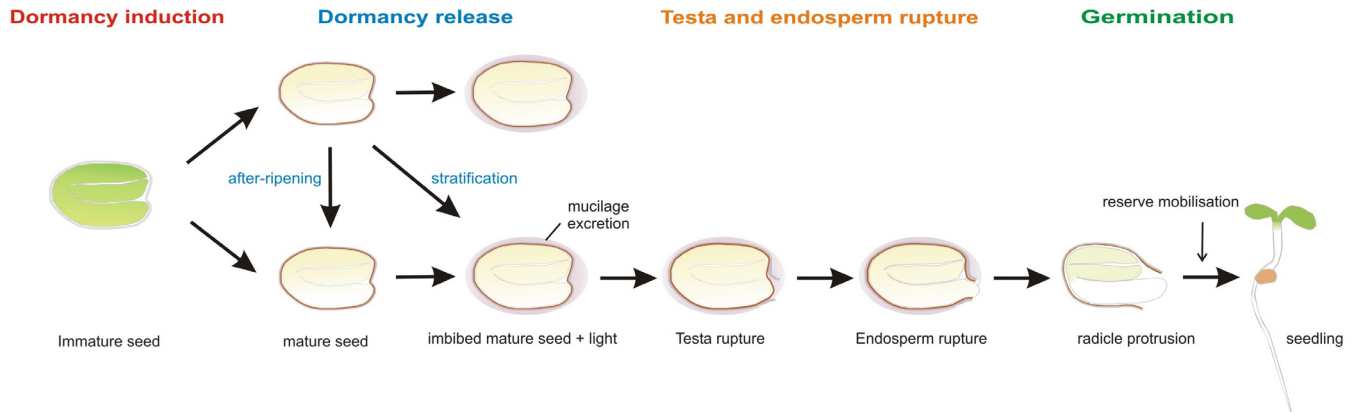 Dormancy induction
Dormancy release
Testa and endosperm rupture
Germination
after-ripening
stratification
mucilage
excretion
reserve mobilisation
Immature seed
mature seed
imbibed mature seed + light
Testa rupture
Endosperm rupture
radicle protrusion
seedling